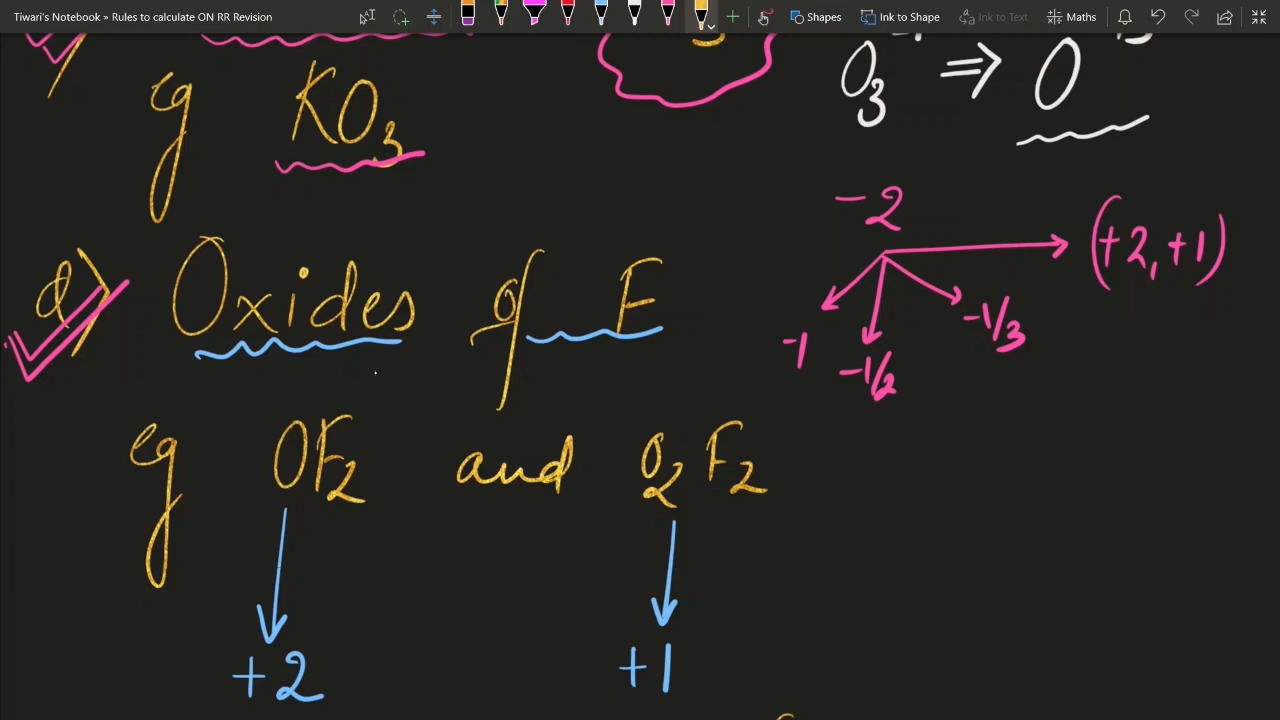 Tiwari's Notebook » Rules to calculate ON RR Revision
Shapes
Ink to Shape
Ink to Text
Maths
eg KO₃
O₃ ⇒ O
-2 (+2, +1)
-1 -1/2 -1/3
d) Oxides of F
eg OF₂ and O₂F₂
+2 +1